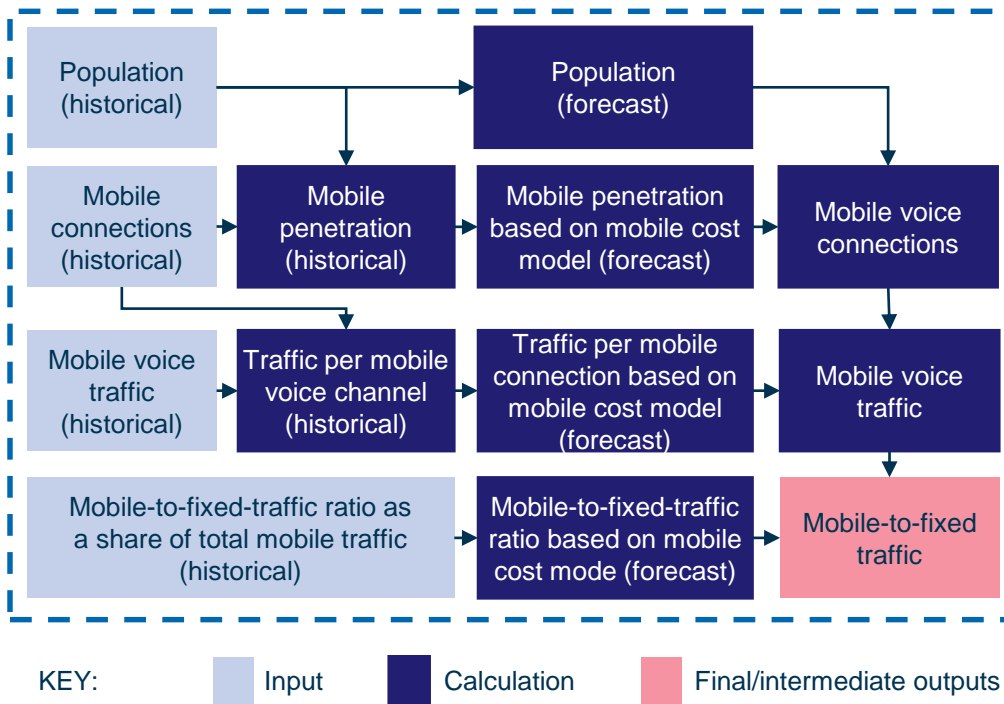 Population
(historical)
Population
(forecast)
Mobile
connections
(historical)
Mobile
penetration
(historical)
Mobile penetration
based on mobile cost
model (forecast)
Mobile voice
connections
Mobile voice
traffic
(historical)
Traffic per mobile
voice channel
(historical)
Traffic per mobile
connection based on
mobile cost model
(forecast)
Mobile voice
traffic
Mobile-to-fixed-traffic ratio as
a share of total mobile traffic
(historical)
Mobile-to-fixed-traffic
ratio based on mobile
cost mode (forecast)
Mobile-to-fixed
traffic
KEY:
Input
Calculation
Final/intermediate outputs